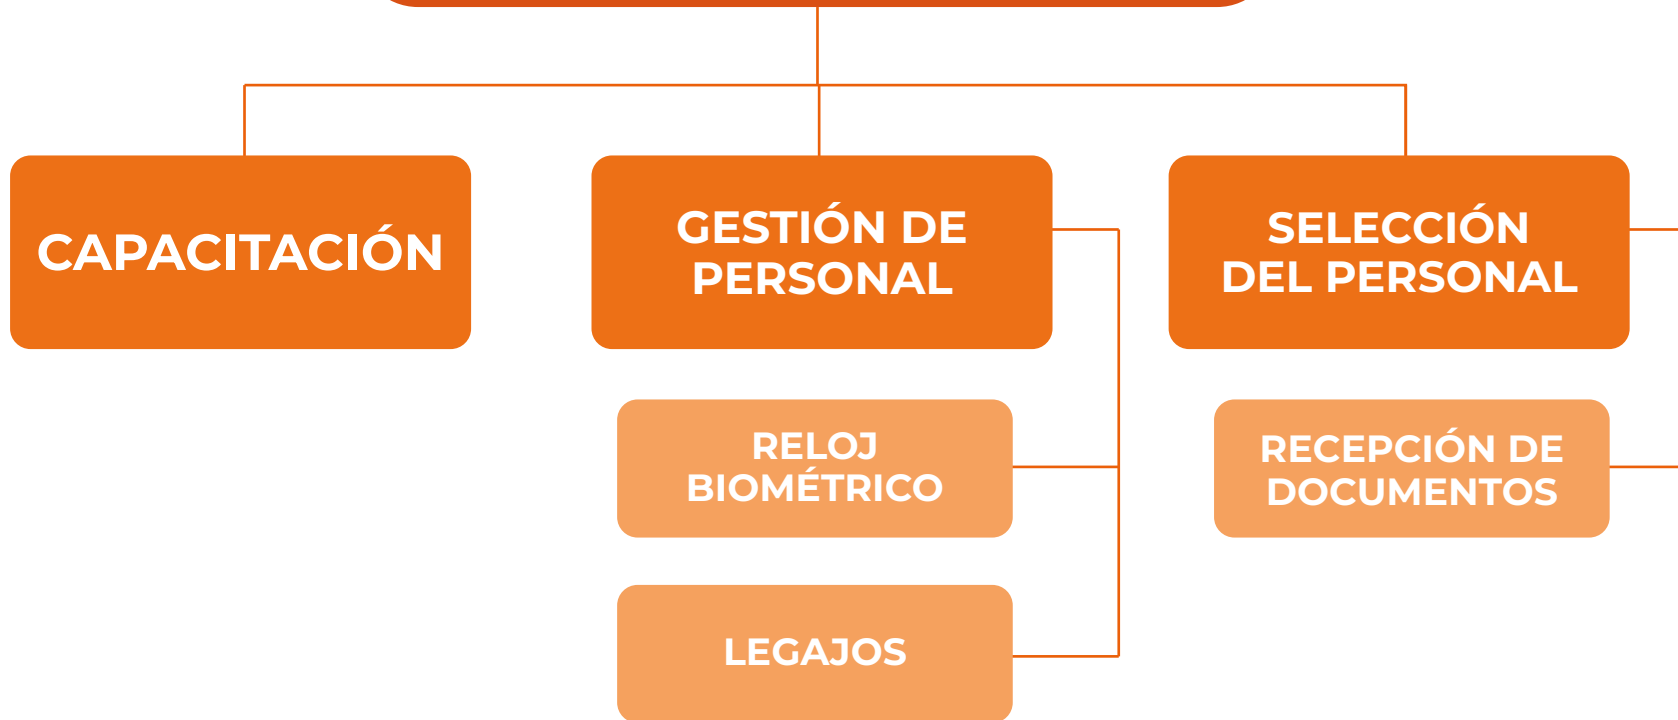 CAPACITACIÓN
GESTIÓN DE
PERSONAL
SELECCIÓN
DEL PERSONAL
RELOJ
BIOMÉTRICO
RECEPCIÓN DE
DOCUMENTOS
LEGAJOS